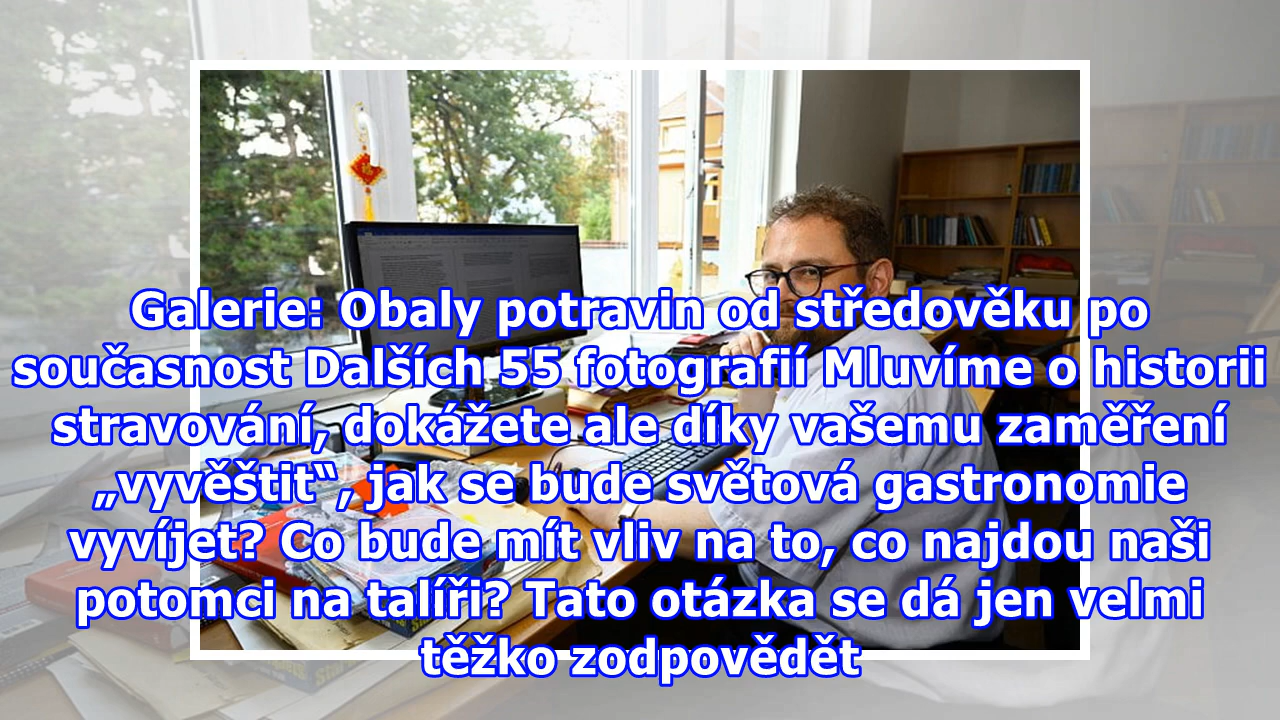 Galerie: Obaly potravin od středověku po
současnost Dalších 55 fotografií Mluvíme o historii
stravování, dokážete ale díky vašemu zaměření
„vyvěštit“, jak se bude světová gastronomie
vyvíjet? Co bude mít vliv na to, co najdou naši
potomci na talíři? Tato otázka se dá jen velmi
těžko zodpovědět